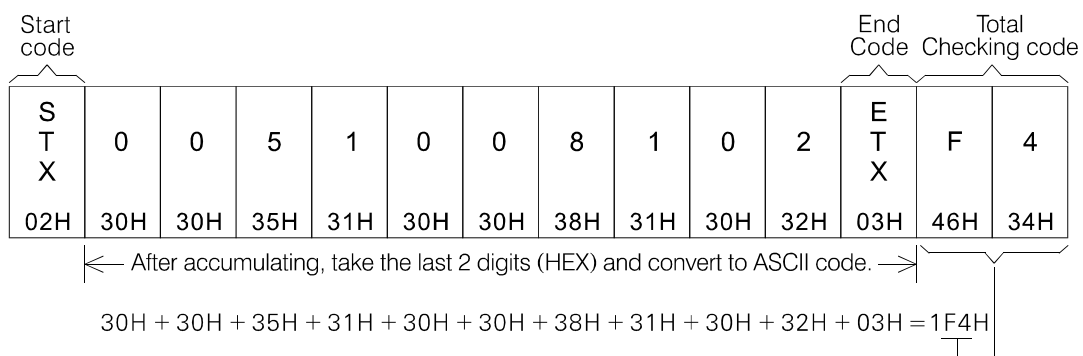 Start code
End Code
Total Checking code
STX 0 0 5 1 0 0 8 1 0 2 ETX F 4
02H 30H 30H 35H 31H 30H 30H 38H 31H 30H 32H 03H 46H 34H
After accumulating, take the last 2 digits (HEX) and convert to ASCII code.
30H + 30H + 35H + 31H + 30H + 30H + 38H + 31H + 30H + 32H + 03H = 1F4H